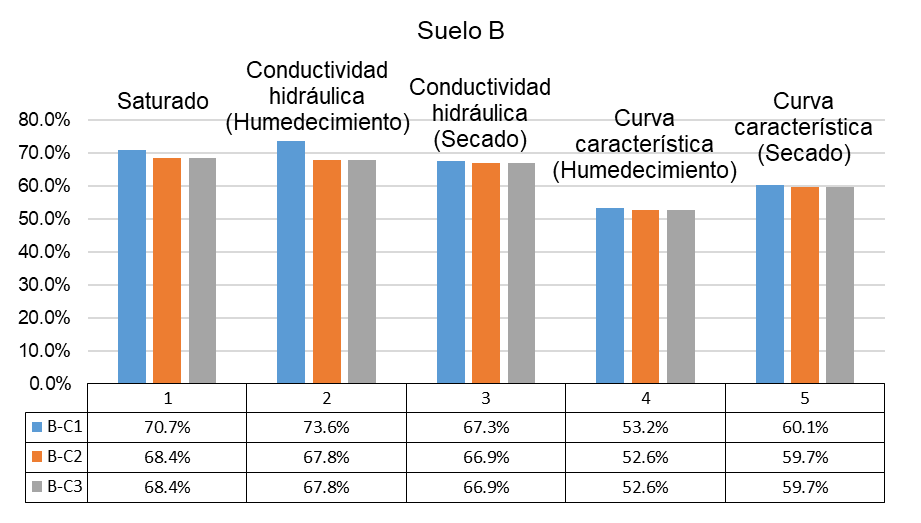 Suelo B
Saturado
Conductividad
hidráulica
(Humedecimiento)
Conductividad
hidráulica
(Secado)
Curva
característica
(Humedecimiento)
Curva
característica
(Secado)
80.0%
70.0%
60.0%
50.0%
40.0%
30.0%
20.0%
10.0%
0.0%
1 2 3 4 5
B-C1 70.7% 73.6% 67.3% 53.2% 60.1%
B-C2 68.4% 67.8% 66.9% 52.6% 59.7%
B-C3 68.4% 67.8% 66.9% 52.6% 59.7%